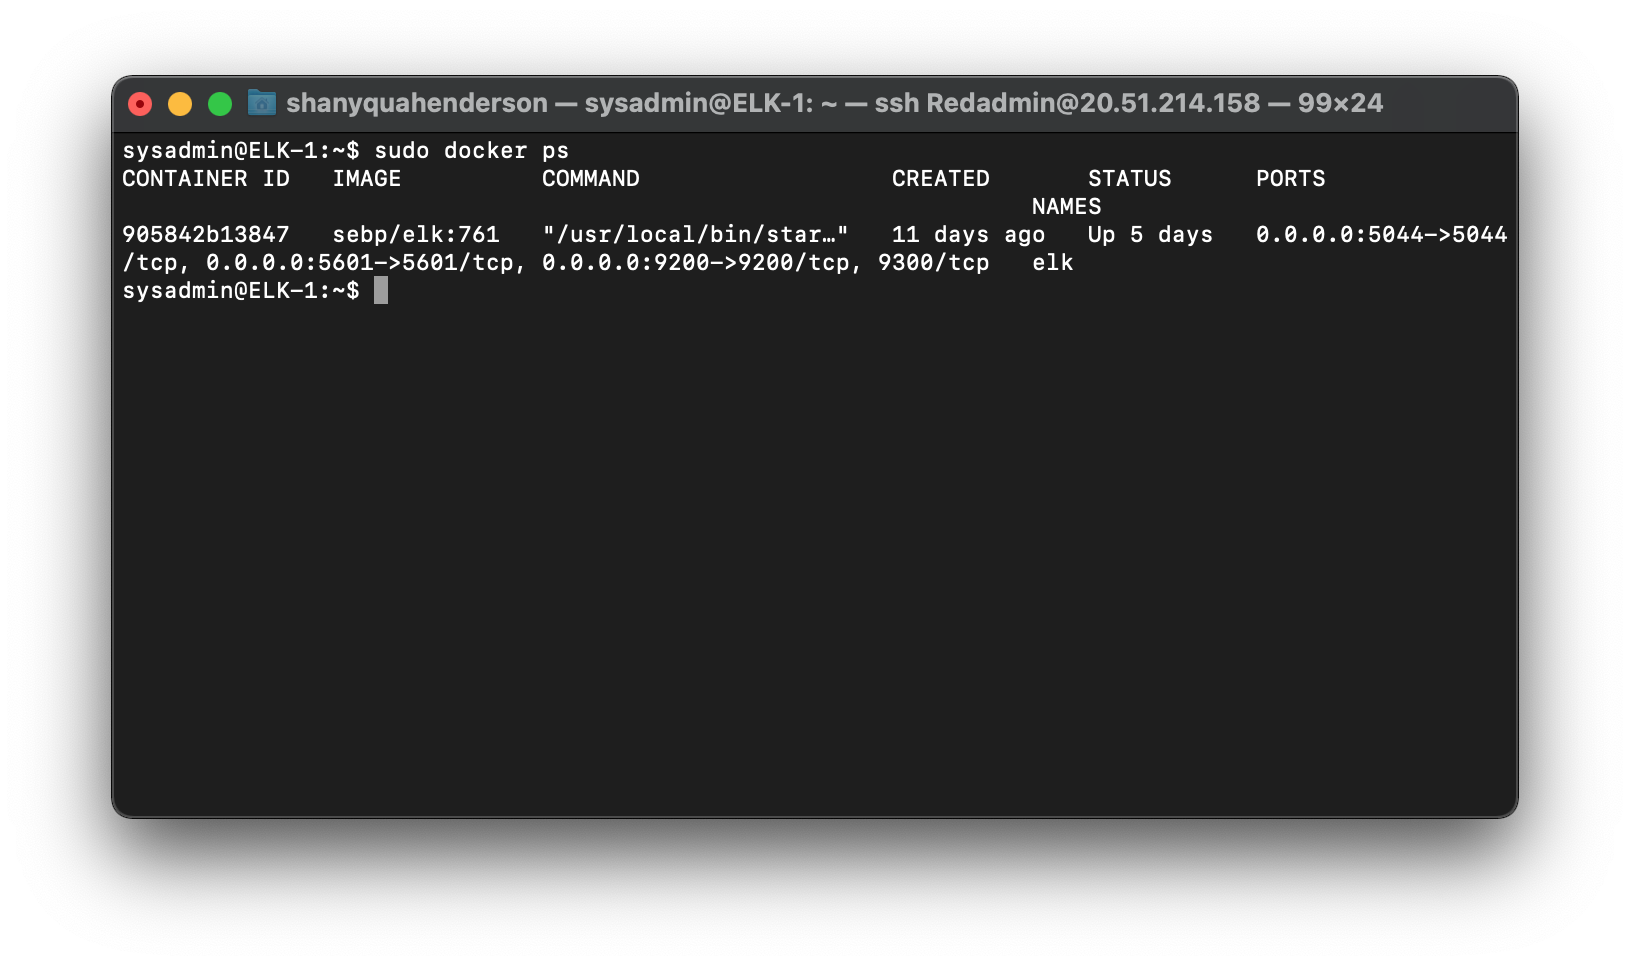 shanyquahenderson — sysadmin@ELK-1: ~ — ssh Redadmin@20.51.214.158 — 99×24
sysadmin@ELK-1:~$ sudo docker ps
CONTAINER ID   IMAGE          COMMAND                  CREATED       STATUS      PORTS
                                                                 NAMES
905842b13847   sebp/elk:761   "/usr/local/bin/star…"   11 days ago   Up 5 days   0.0.0.0:5044->5044
/tcp, 0.0.0.0:5601->5601/tcp, 0.0.0.0:9200->9200/tcp, 9300/tcp   elk
sysadmin@ELK-1:~$